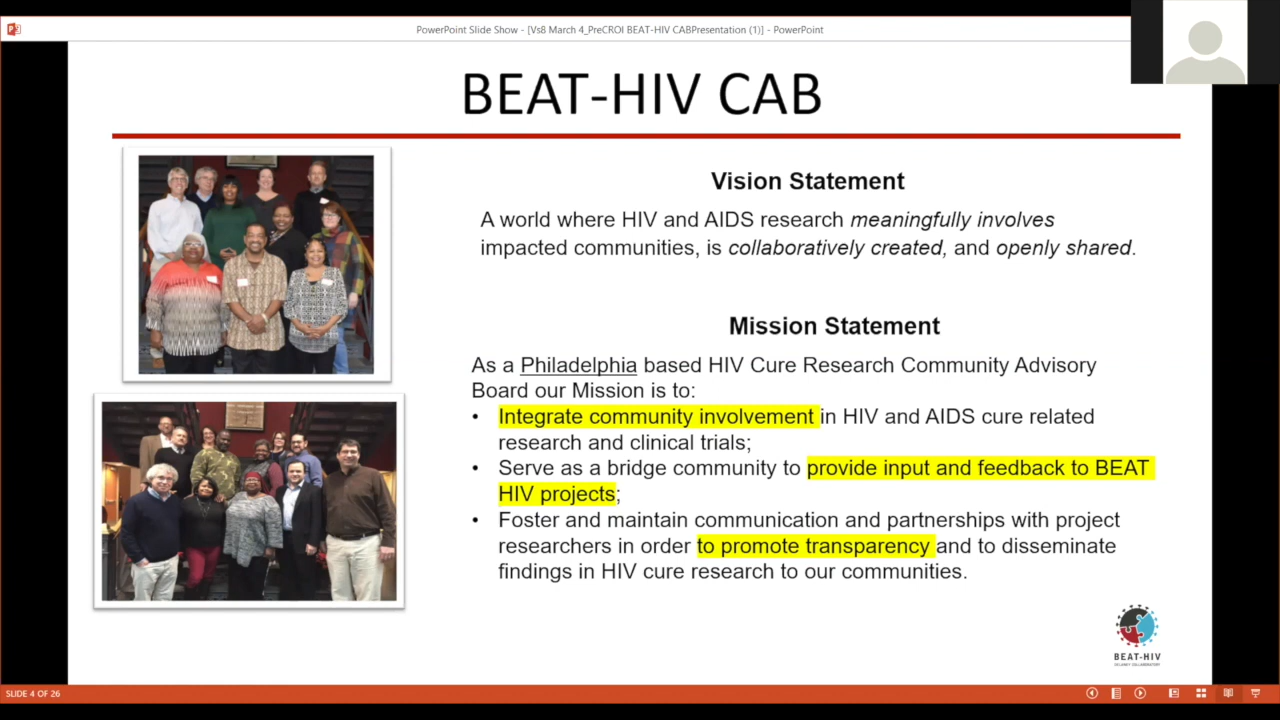 PowerPoint Slide Show - [Vs8 March 4_PreCROI BEAT-HIV CABPresentation (1)] - PowerPoint
BEAT-HIV CAB
Vision Statement
A world where HIV and AIDS research meaningfully involves
impacted communities, is collaboratively created, and openly shared.
Mission Statement
As a Philadelphia based HIV Cure Research Community Advisory
Board our Mission is to:
• Integrate community involvement in HIV and AIDS cure related
research and clinical trials;
• Serve as a bridge community to provide input and feedback to BEAT
HIV projects;
• Foster and maintain communication and partnerships with project
researchers in order to promote transparency and to disseminate
findings in HIV cure research to our communities.
BEAT-HIV
SLIDE 4 OF 26